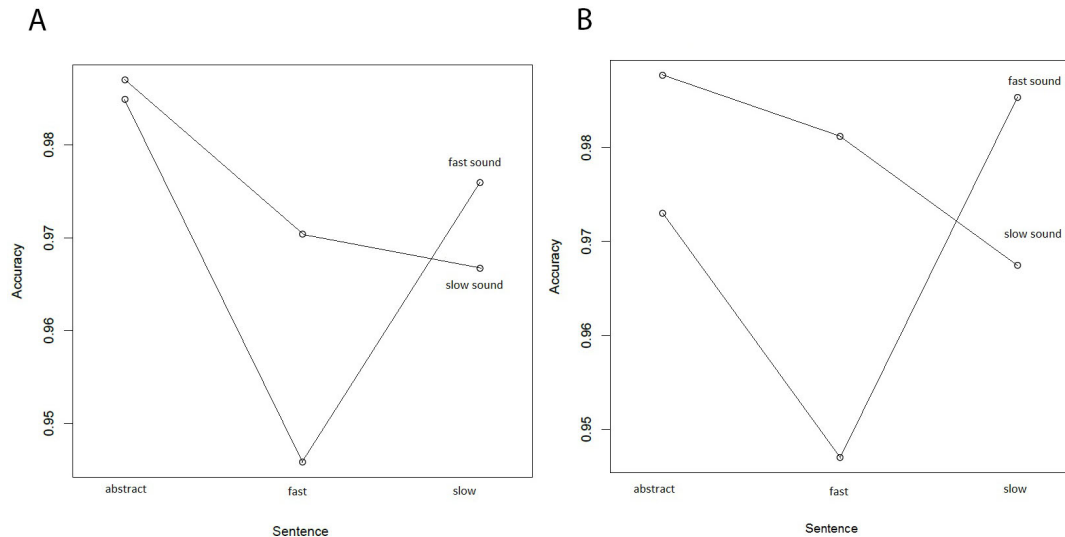 A
Accuracy
0.98
0.97
0.96
0.95
fast sound
slow sound
abstract
fast
slow
Sentence
B
Accuracy
0.98
0.97
0.96
0.95
fast sound
slow sound
abstract
fast
slow
Sentence